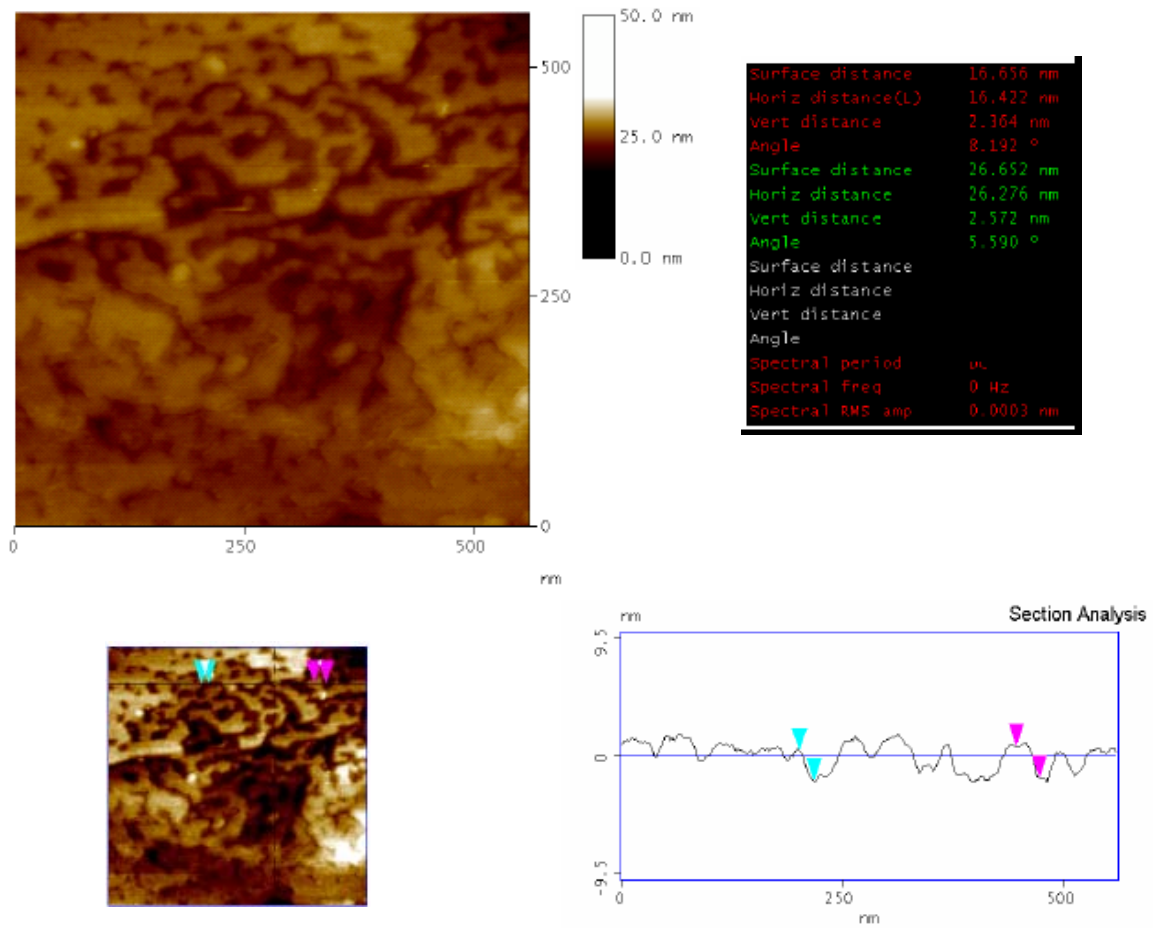 50.0 nm
25.0 nm
0.0 nm
500
250
0
0 250 500
nm
Surface distance 16.656 nm
Horiz distance(L) 16.422 nm
Vert distance 2.364 nm
Angle 8.192 °
Surface distance 26.652 nm
Horiz distance 26.276 nm
Vert distance 2.572 nm
Angle 5.590 °
Surface distance
Horiz distance
Vert distance
Angle
Spectral period
Spectral freq 0 Hz
Spectral RMS amp 0.0003 nm
nm Section Analysis
9.5
0
-9.5
0 250 500
nm